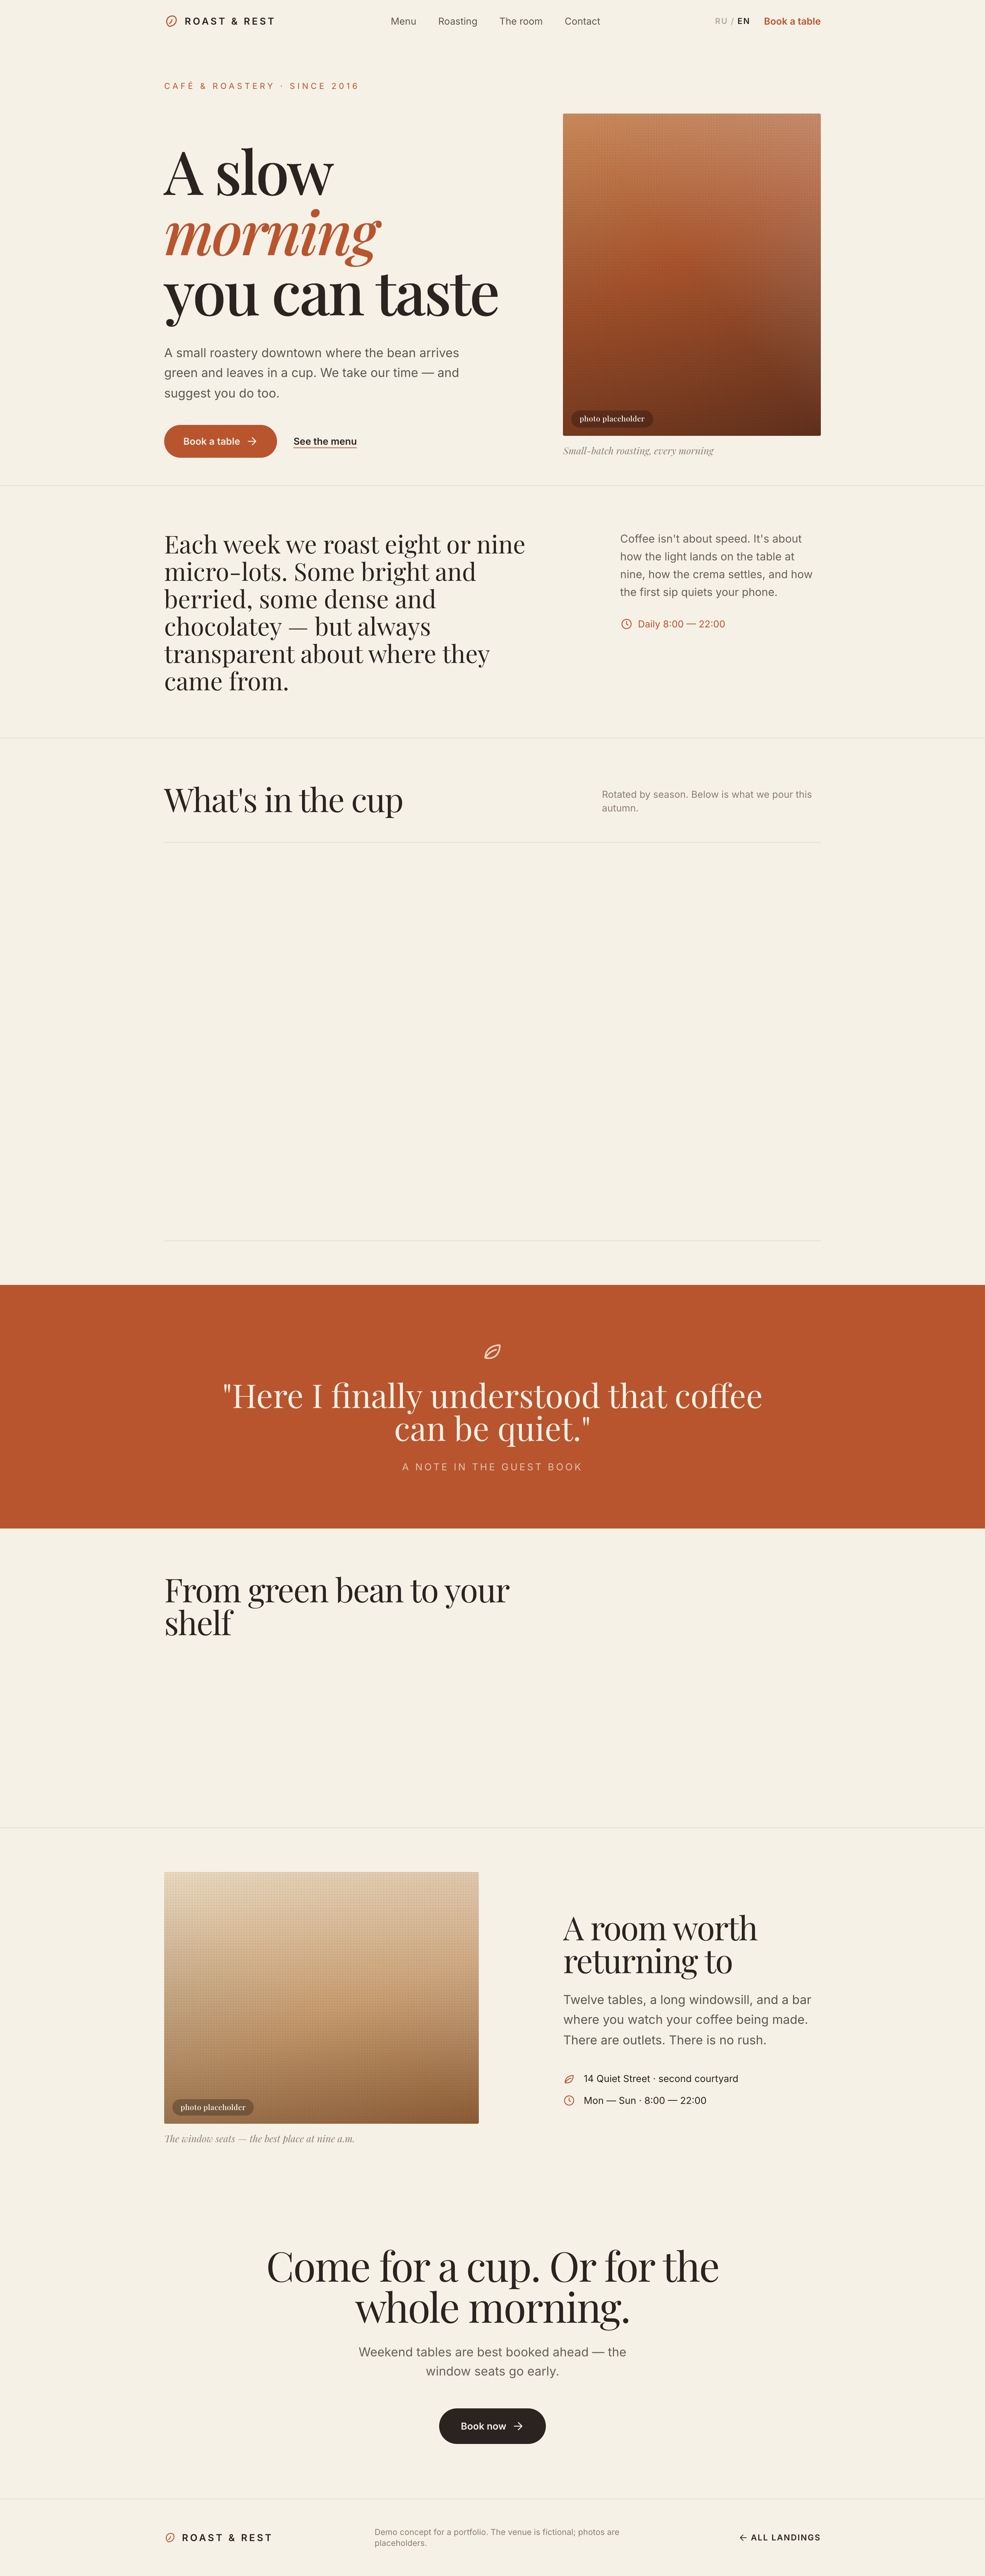 ROAST & REST
Menu
Roasting
The room
Contact
RU / EN
Book a table
CAFÉ & ROASTERY · SINCE 2016
A slow
morning
you can taste
A small roastery downtown where the bean arrives
green and leaves in a cup. We take our time — and
suggest you do too.
Book a table →
See the menu
photo placeholder
Small-batch roasting, every morning
Each week we roast eight or nine
micro-lots. Some bright and
berried, some dense and
chocolatey — but always
transparent about where they
came from.
Coffee isn't about speed. It's about
how the light lands on the table at
nine, how the crema settles, and how
the first sip quiets your phone.
Daily 8:00 — 22:00
What's in the cup
Rotated by season. Below is what we pour this
autumn.
"Here I finally understood that coffee
can be quiet."
A NOTE IN THE GUEST BOOK
From green bean to your
shelf
photo placeholder
The window seats — the best place at nine a.m.
A room worth
returning to
Twelve tables, a long windowsill, and a bar
where you watch your coffee being made.
There are outlets. There is no rush.
14 Quiet Street · second courtyard
Mon — Sun · 8:00 — 22:00
Come for a cup. Or for the
whole morning.
Weekend tables are best booked ahead — the
window seats go early.
Book now →
ROAST & REST
Demo concept for a portfolio. The venue is fictional; photos are
placeholders.
← ALL LANDINGS